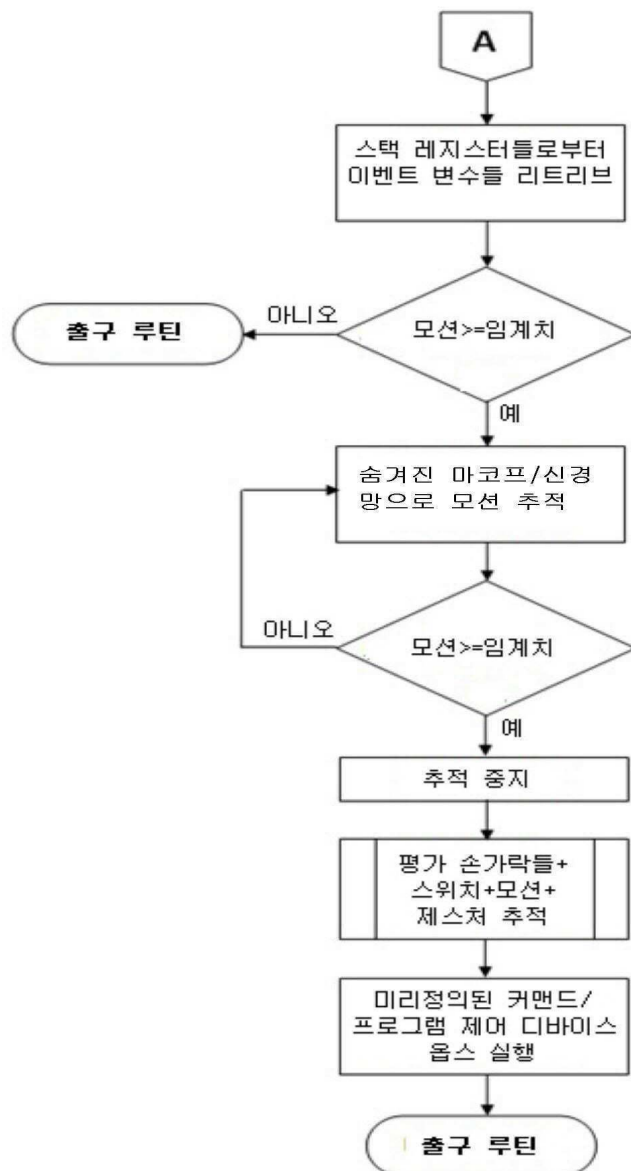 A
스택 레지스터들로부터
이벤트 변수들 리트리브
모션>=임계치
아니오
출구 루틴
예
숨겨진 마코프/신경
망으로 모션 추적
모션>=임계치
아니오
예
추적 중지
평가 손가락들+
스위치+모션+
제스처 추적
미리정의된 커맨드/
프로그램 제어 디바이스
옵스 실행
출구 루틴